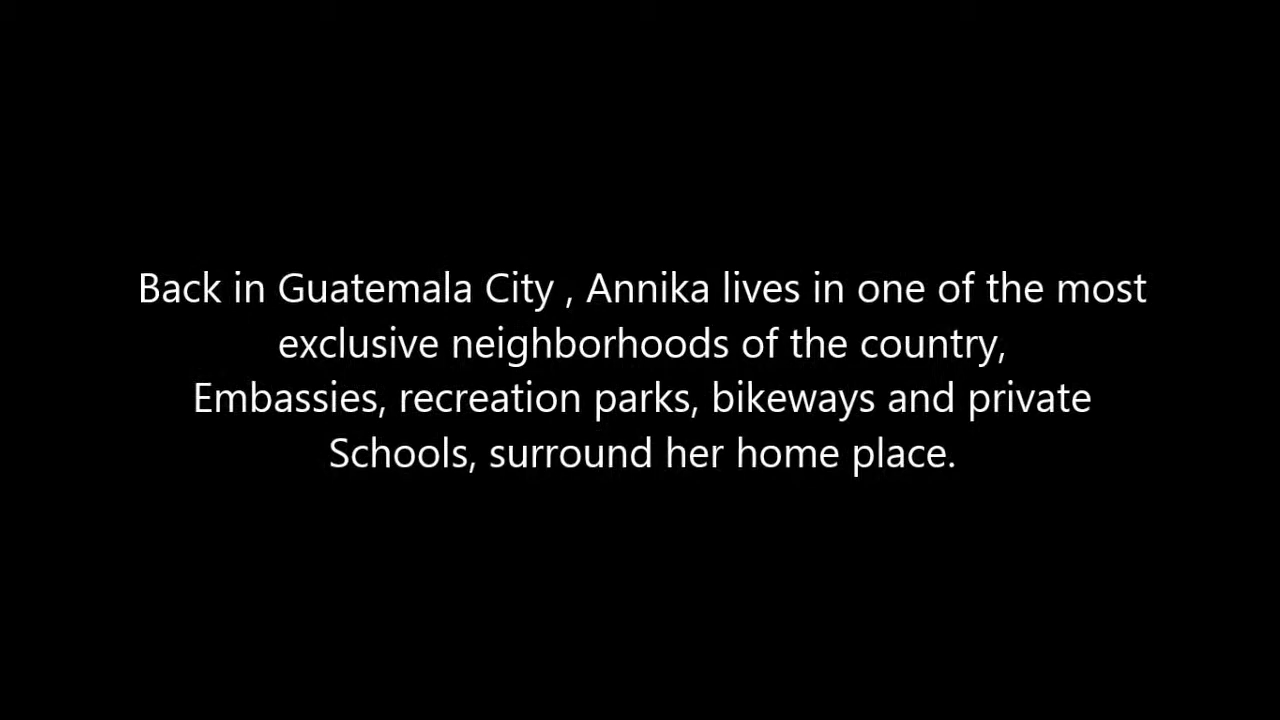 Back in Guatemala City , Annika lives in one of the most
exclusive neighborhoods of the country,
Embassies, recreation parks, bikeways and private
Schools, surround her home place.